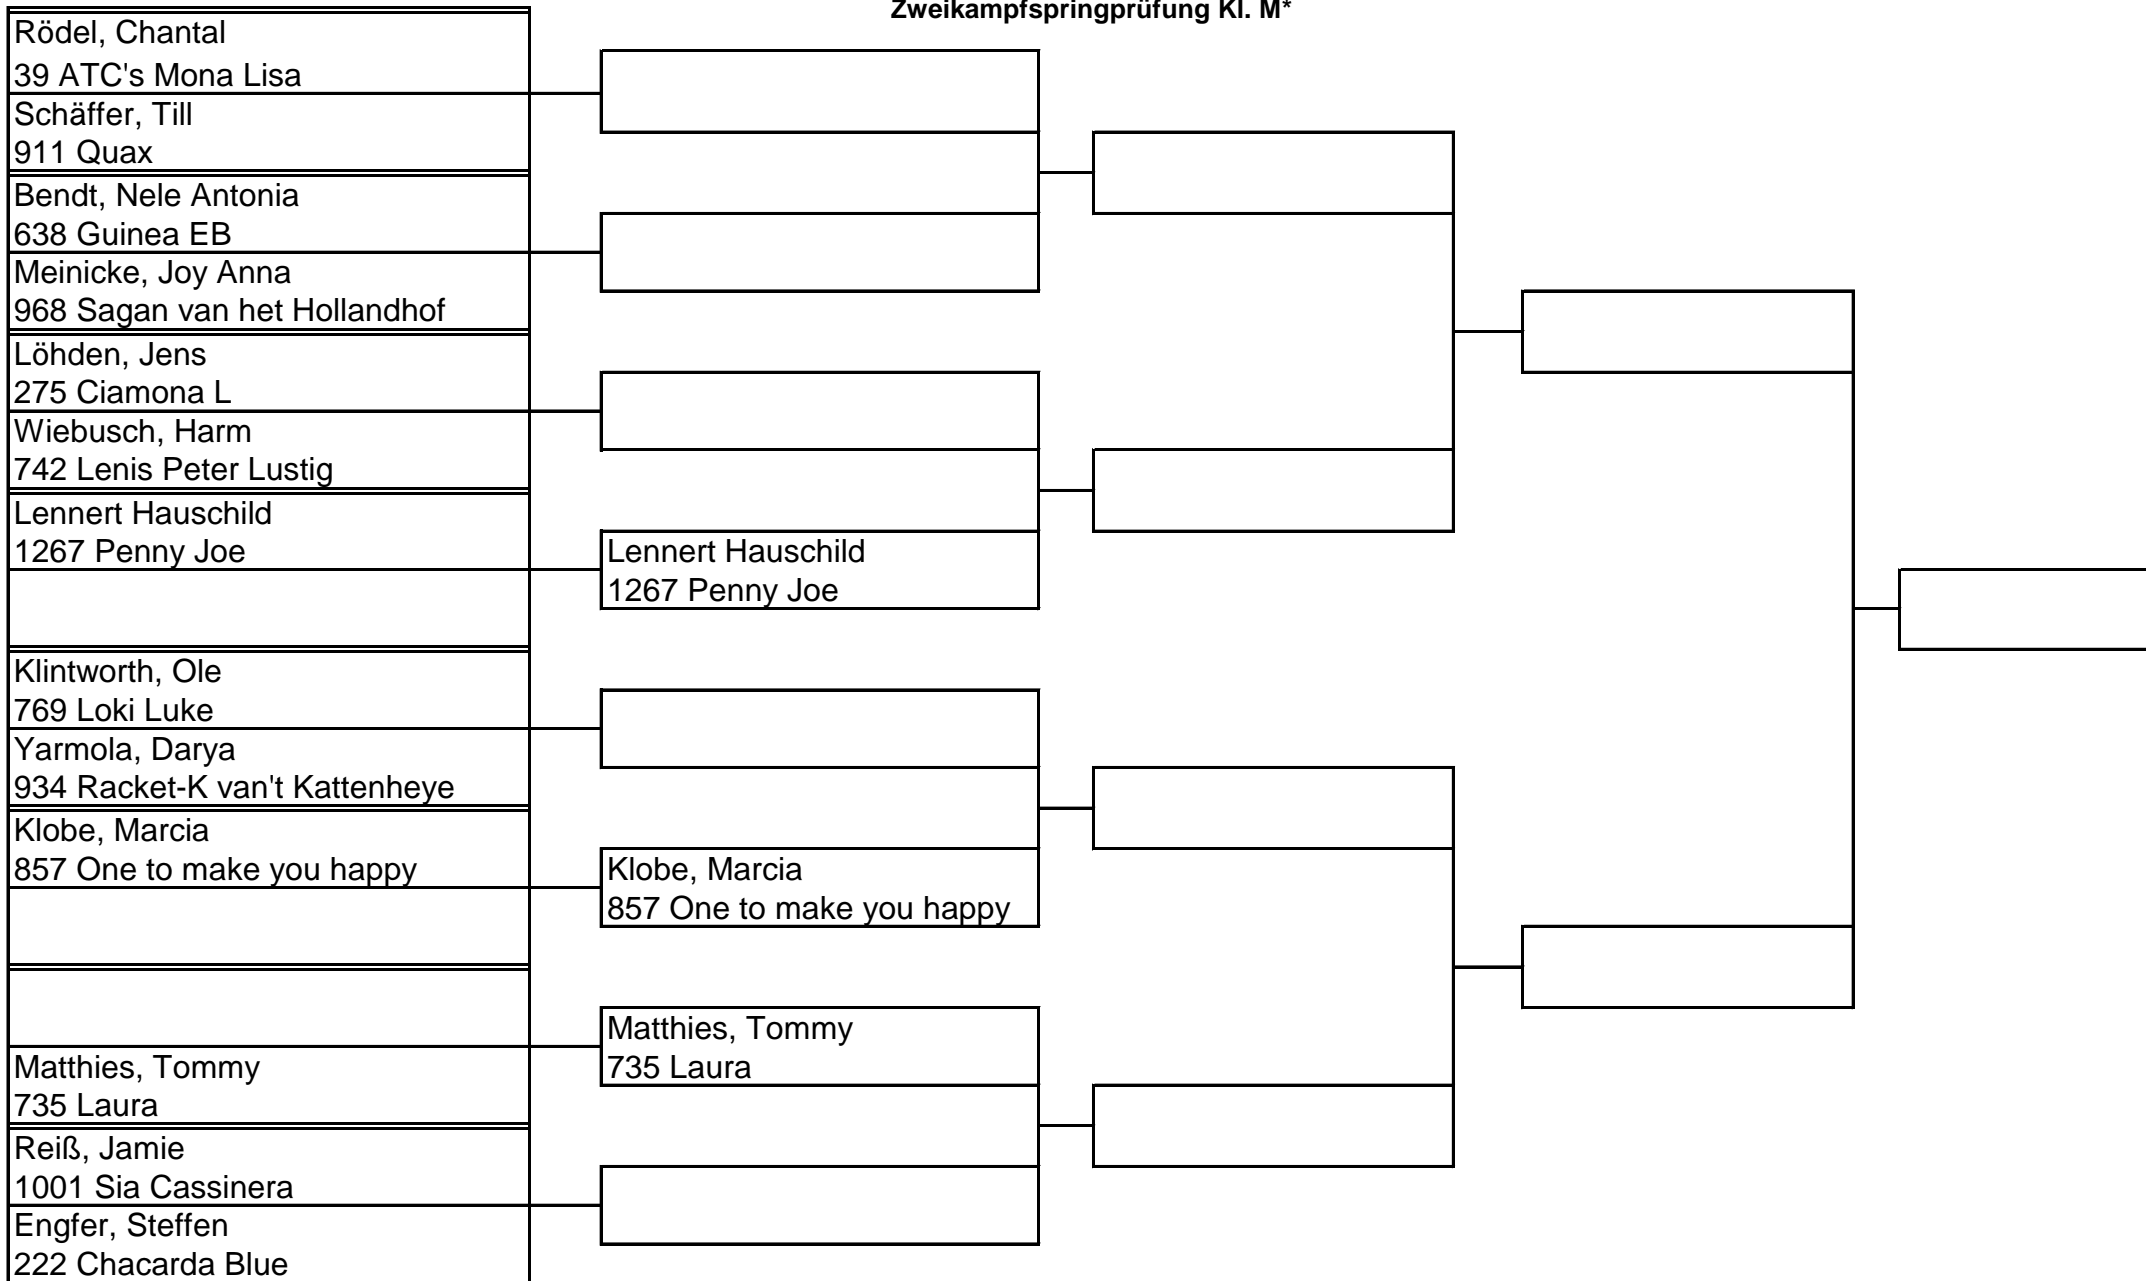 Zweikampfspringprüfung Kl. M*
Rödel, Chantal
39 ATC's Mona Lisa
Schäffer, Till
911 Quax
Bendt, Nele Antonia
638 Guinea EB
Meinicke, Joy Anna
968 Sagan van het Hollandhof
Löhden, Jens
275 Ciamona L
Wiebusch, Harm
742 Lenis Peter Lustig
Lennert Hauschild
1267 Penny Joe
Klintworth, Ole
769 Loki Luke
Yarmola, Darya
934 Racket-K van't Kattenheye
Klobe, Marcia
857 One to make you happy
Matthies, Tommy
735 Laura
Reiß, Jamie
1001 Sia Cassinera
Engfer, Steffen
222 Chacarda Blue
Lennert Hauschild
1267 Penny Joe
Klobe, Marcia
857 One to make you happy
Matthies, Tommy
735 Laura